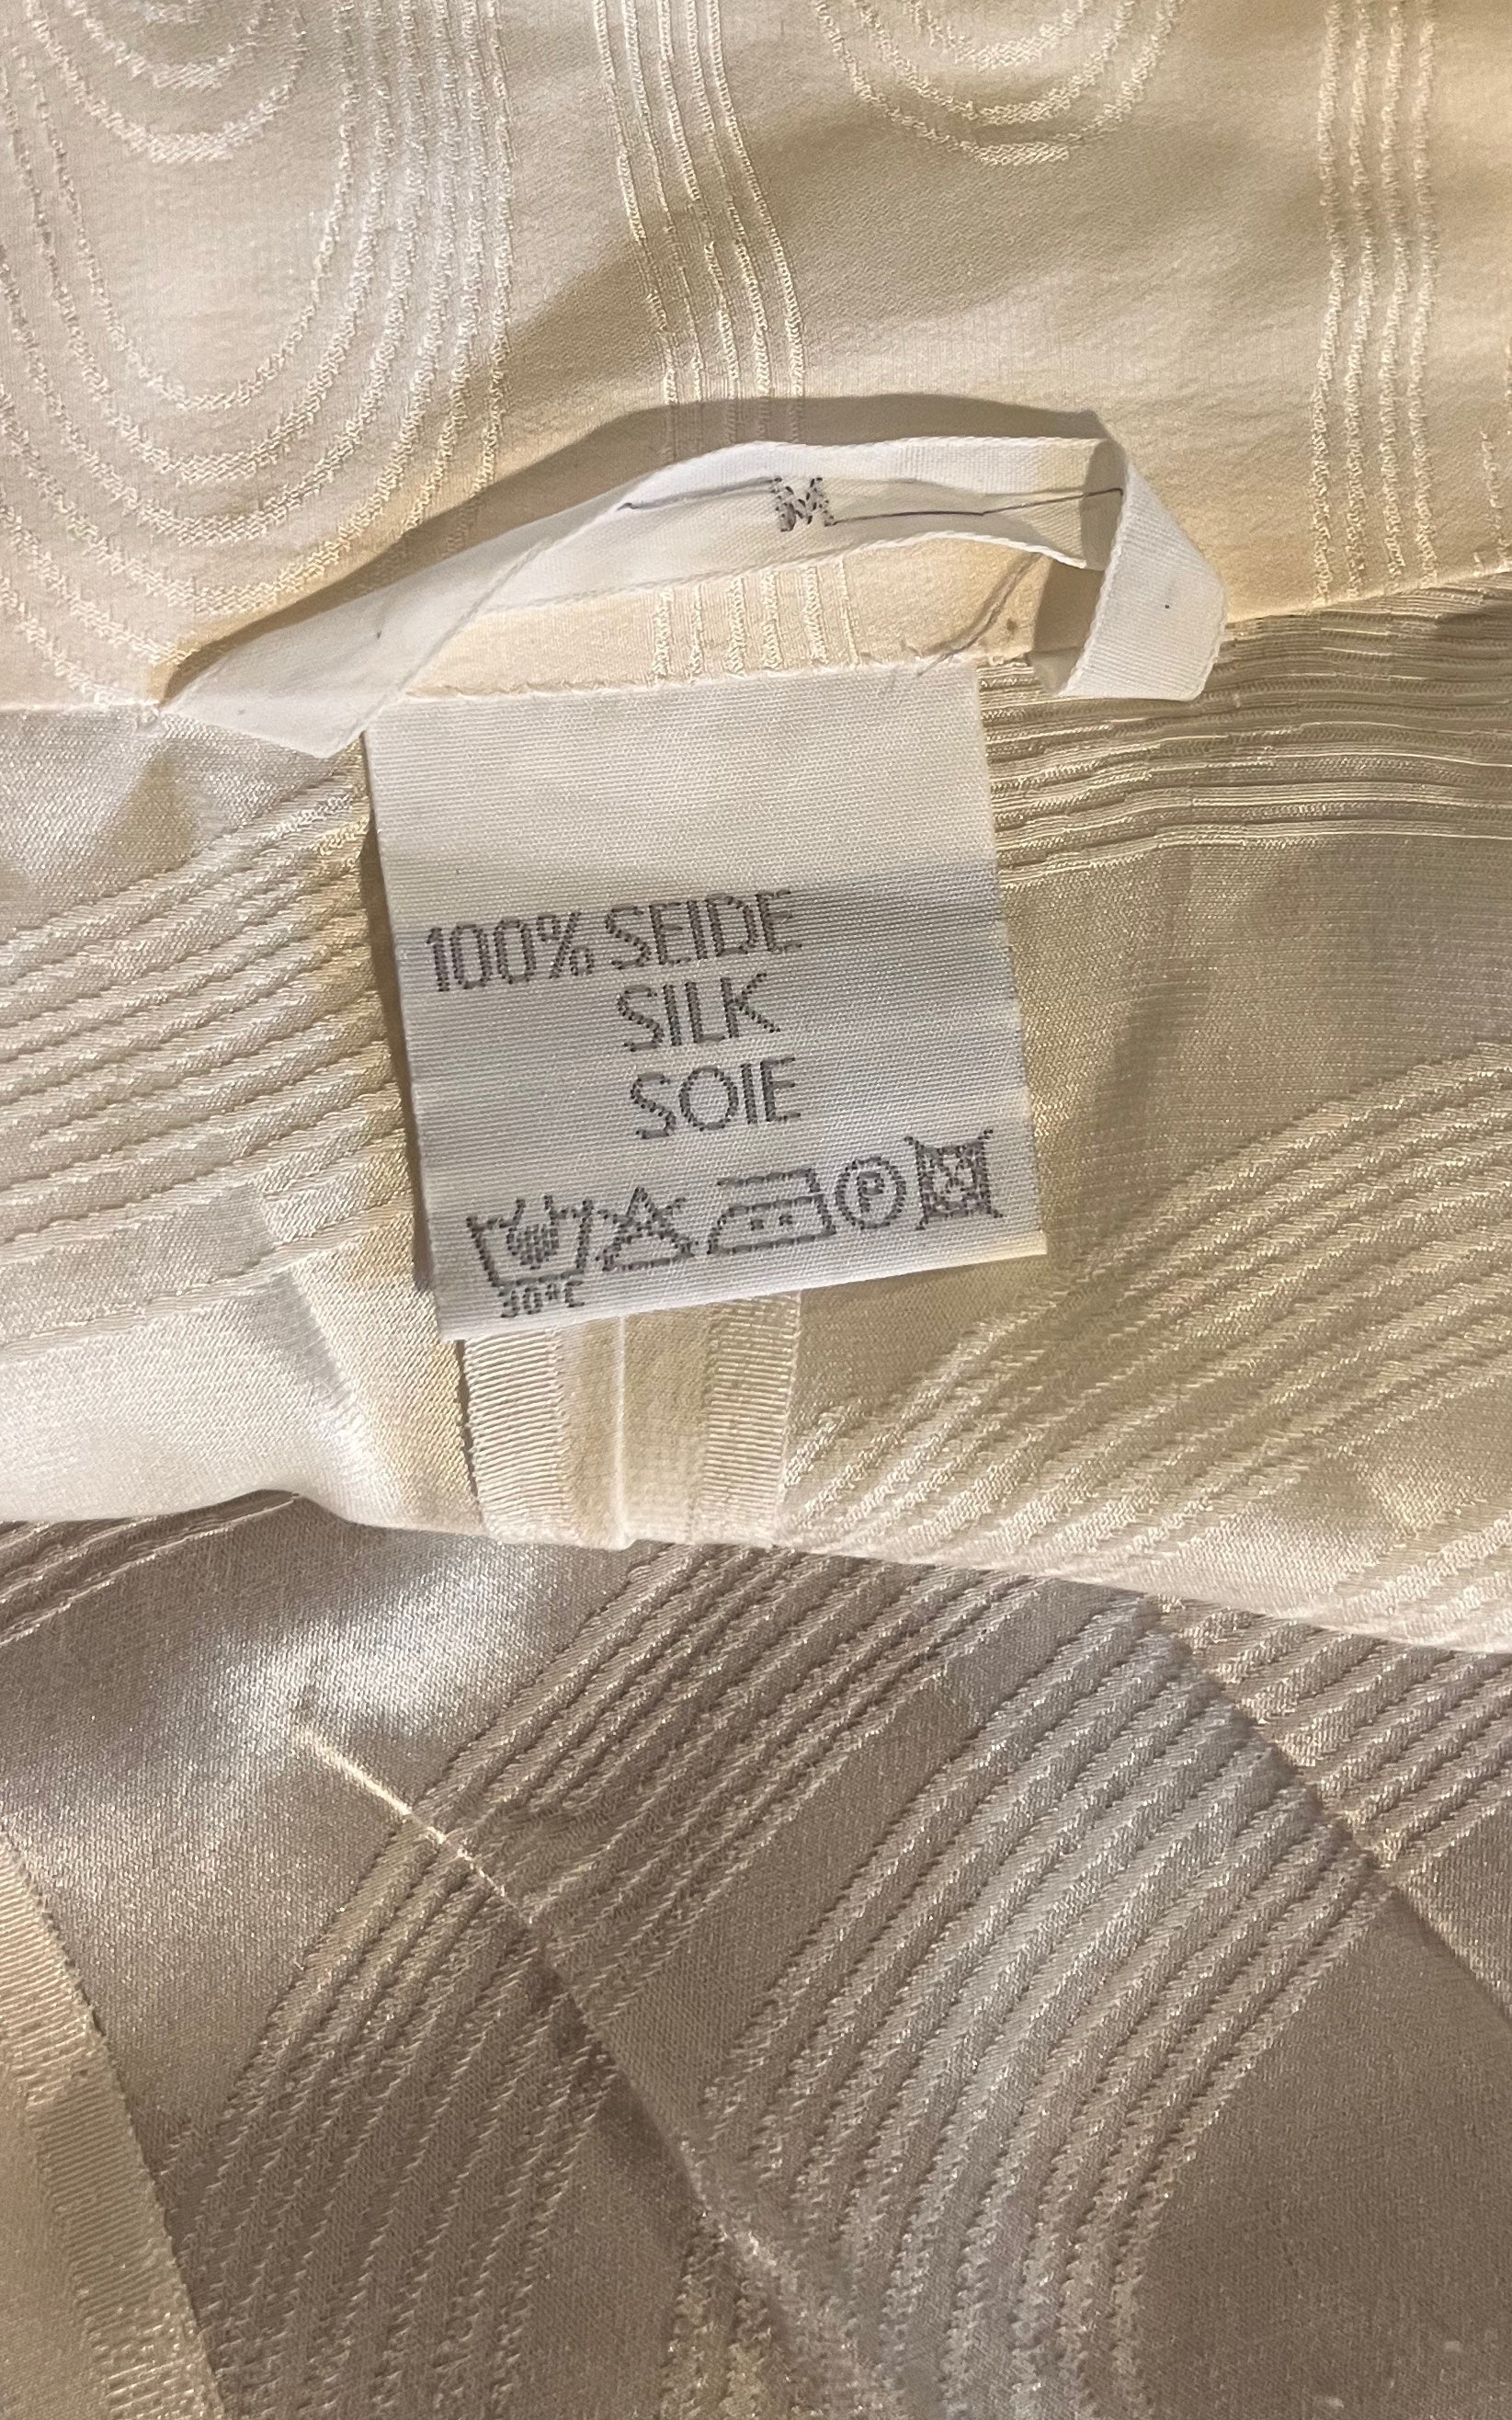 M
100% SEIDE
SILK
SOIE
P
30°C